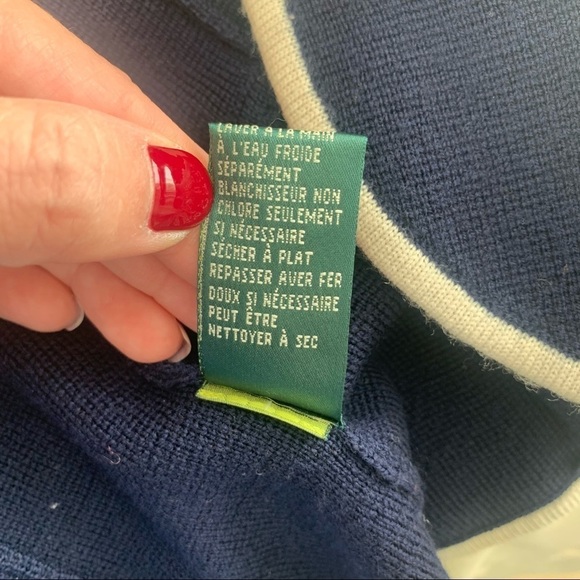 LAVER A LA MAIN
À L'EAU FROIDE
SÉPARÉMENT
BLANCHISSEUR NON
CHLORE SEULEMENT
SI NÉCESSAIRE
SÉCHER À PLAT
REPASSER AVER FER
DOUX SI NÉCESSAIRE
PEUT ÊTRE
NETTOYER À SEC